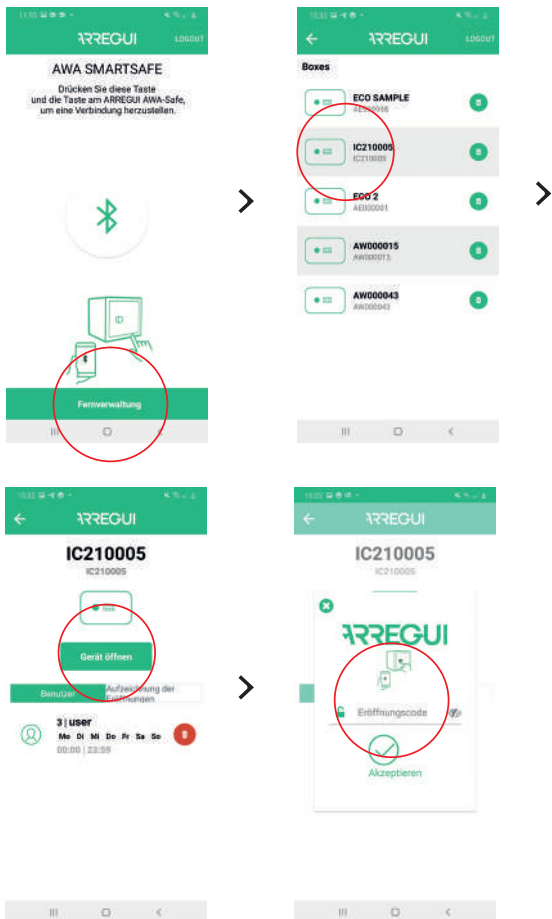 ARREGUI
LOGOUT
AWA SMARTSAFE
Drücken Sie diese Taste
und die Taste am ARREGUI AWA-Safe,
um eine Verbindung herzustellen.
Fernverwaltung
ARREGUI
LOGOUT
Boxes
ECO SAMPLE
IC210005
IC210005
ECO 2
AE000001
AW000015
AW000015
AW000043
AW000043
ARREGUI
IC210005
IC210005
Gerät öffnen
Benutzer
Aufzeichnung der
Eröffnungen
3 | user
Mo Di Mi Do Fr Sa So
00:00 | 23:59
ARREGUI
IC210005
IC210005
ARREGUI
Eröffnungscode
Akzeptieren